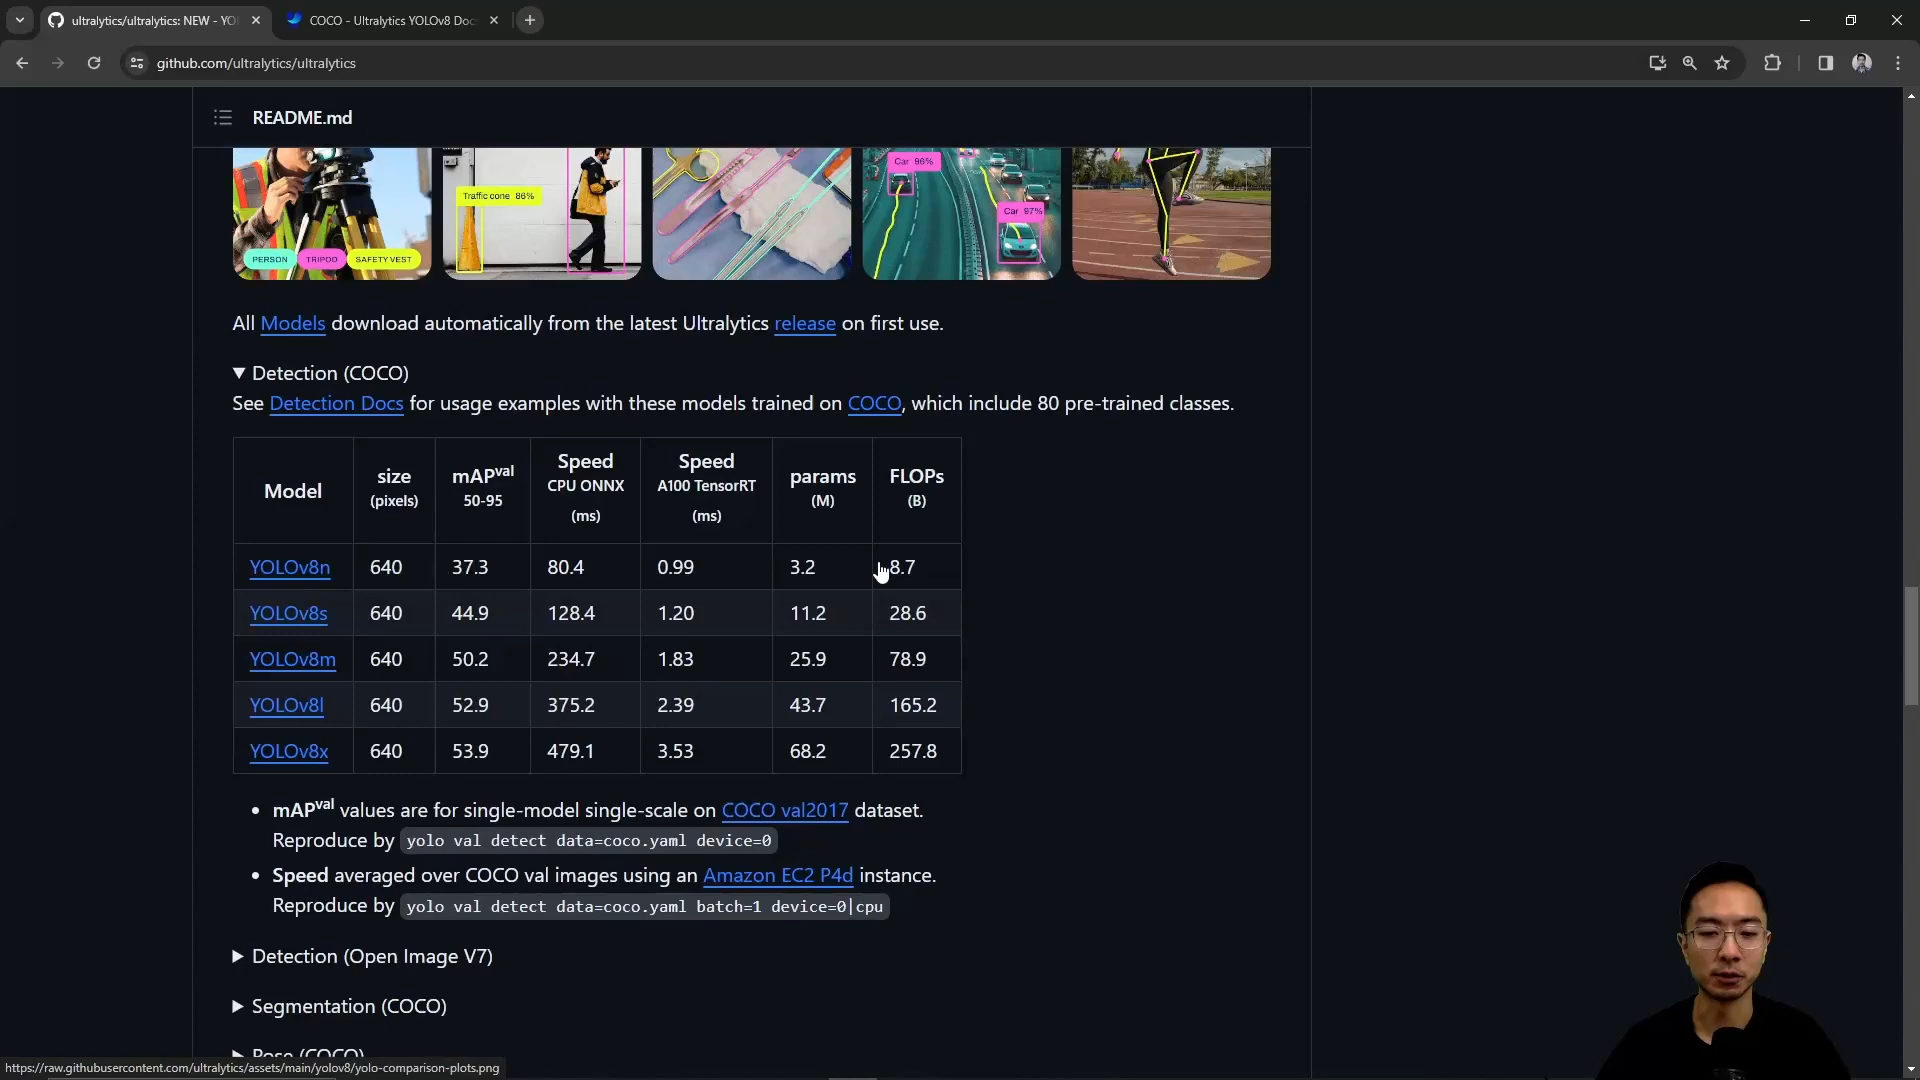 ultralytics/ultralytics: NEW - YO
COCO - Ultralytics YOLOv8 Doc
github.com/ultralytics/ultralytics
README.md
PERSON
TRIPOD
SAFETY VEST
Traffic cone 86%
Car 96%
Car 97%
All Models download automatically from the latest Ultralytics release on first use.
▼ Detection (COCO)
See Detection Docs for usage examples with these models trained on COCO, which include 80 pre-trained classes.
Model size (pixels) mAPval 50-95 Speed CPU ONNX (ms) Speed A100 TensorRT (ms) params (M) FLOPs (B)
YOLOv8n 640 37.3 80.4 0.99 3.2 8.7
YOLOv8s 640 44.9 128.4 1.20 11.2 28.6
YOLOv8m 640 50.2 234.7 1.83 25.9 78.9
YOLOv8l 640 52.9 375.2 2.39 43.7 165.2
YOLOv8x 640 53.9 479.1 3.53 68.2 257.8
• mAPval values are for single-model single-scale on COCO val2017 dataset.
Reproduce by yolo val detect data=coco.yaml device=0
• Speed averaged over COCO val images using an Amazon EC2 P4d instance.
Reproduce by yolo val detect data=coco.yaml batch=1 device=0|cpu
▶ Detection (Open Image V7)
▶ Segmentation (COCO)
▶ Pose (COCO)
https://raw.githubusercontent.com/ultralytics/assets/main/yolov8/yolo-comparison-plots.png